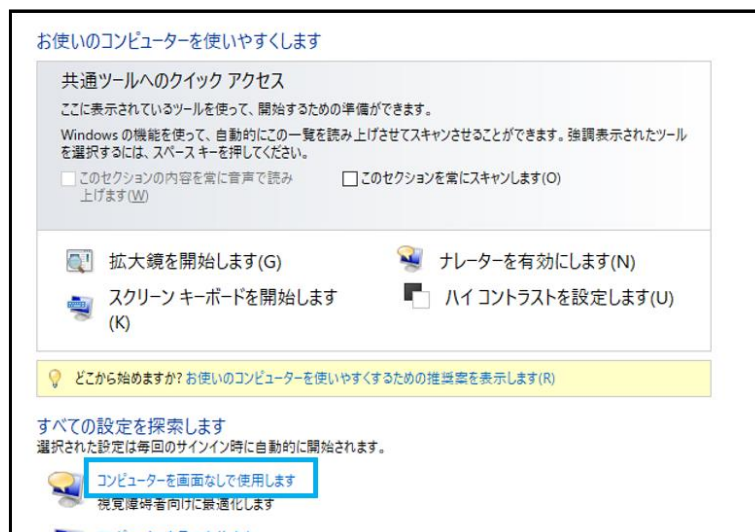 お使いのコンピューターを使いやすくします
共通ツールへのクイック アクセス
ここに表示されているツールを使って、開始するための準備ができます。
Windows の機能を使って、自動的にこの一覧を読み上げさせてスキャンさせることができます。強調表示されたツール
を選択するには、スペース キーを押してください。
このセクションの内容を常に音声で読み
上げます(W)
このセクションを常にスキャンします(O)
拡大鏡を開始します(G)
ナレーターを有効にします(N)
スクリーン キーボードを開始します
(K)
ハイ コントラストを設定します(U)
どこから始めますか? お使いのコンピューターを使いやすくするための推奨案を表示します(R)
すべての設定を探索します
選択された設定は毎回のサインイン時に自動的に開始されます。
コンピューターを画面なしで使用します
視覚障碍者向けに最適化します